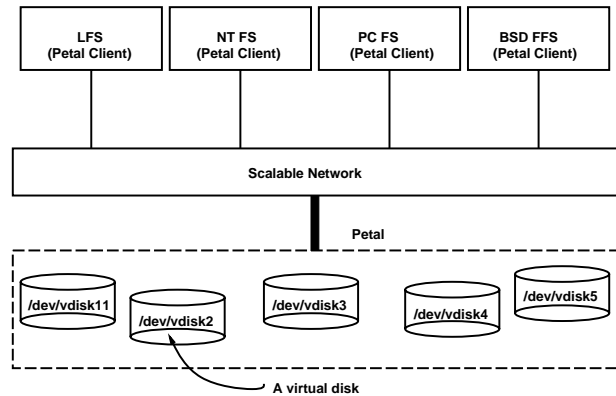 LFS
(Petal Client)
NT FS
(Petal Client)
PC FS
(Petal Client)
BSD FFS
(Petal Client)
Scalable Network
Petal
/dev/vdisk11
/dev/vdisk2
/dev/vdisk3
/dev/vdisk4
/dev/vdisk5
A virtual disk